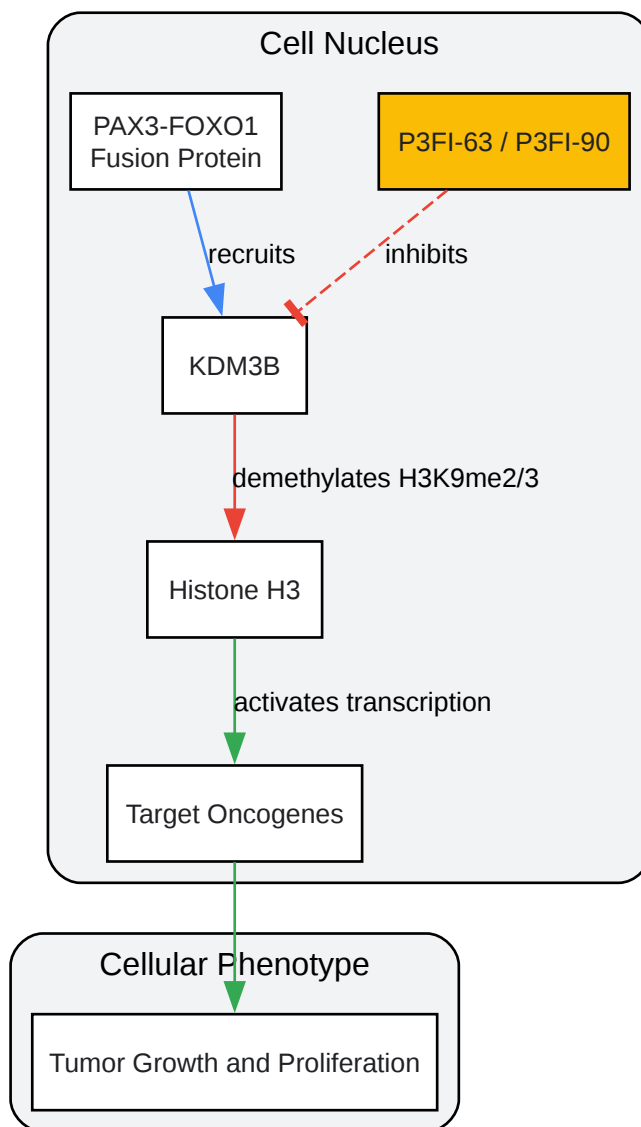 Cell Nucleus
PAX3-FOXO1
Fusion Protein
P3FI-63 / P3FI-90
recruits
inhibits
KDM3B
demethylates H3K9me2/3
Histone H3
activates transcription
Target Oncogenes
Cellular Phenotype
Tumor Growth and Proliferation